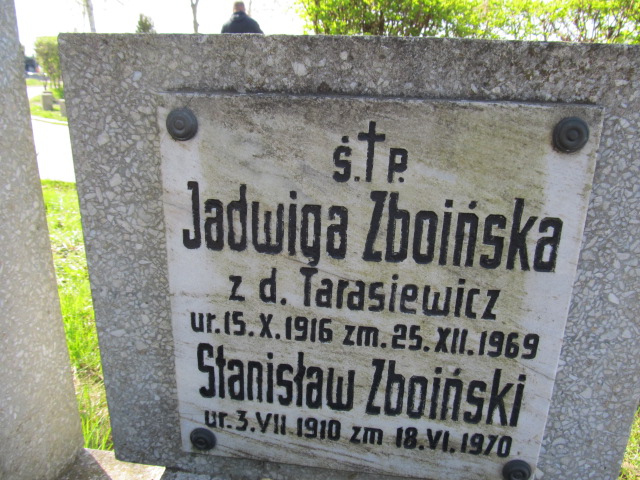 Ś.†P.
Jadwiga Zboińska
z d. Tarasiewicz
ur. 15. X. 1916 zm. 25. XII. 1969
Stanisław Zboiński
ur. 3. VII 1910 zm 18. VI. 1970